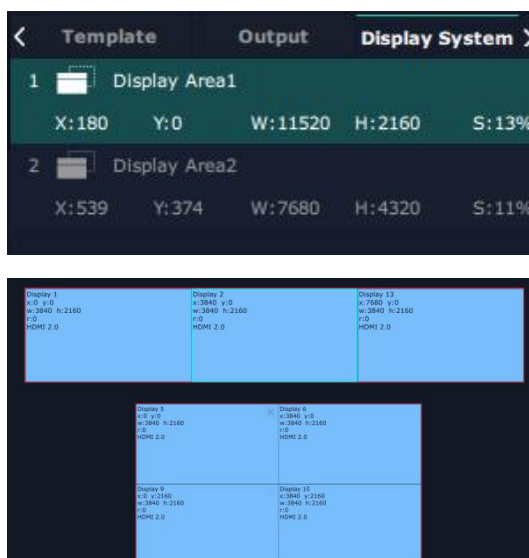 Template Output Display System
1 Display Area1
X:180 Y:0 W:11520 H:2160 S:13%
2 Display Area2
X:539 Y:374 W:7680 H:4320 S:11%
Display 1
x:0 y:0
w:3840 h:2160
r:0
HDMI 2.0
Display 2
x:3840 y:0
w:3840 h:2160
r:0
HDMI 2.0
Display 13
x:7680 y:0
w:3840 h:2160
r:0
HDMI 2.0
Display 5
x:0 y:0
w:3840 h:2160
r:0
HDMI 2.0
Display 6
x:3840 y:0
w:3840 h:2160
r:0
HDMI 2.0
Display 9
x:0 y:2160
w:3840 h:2160
r:0
HDMI 2.0
Display 10
x:3840 y:2160
w:3840 h:2160
r:0
HDMI 2.0